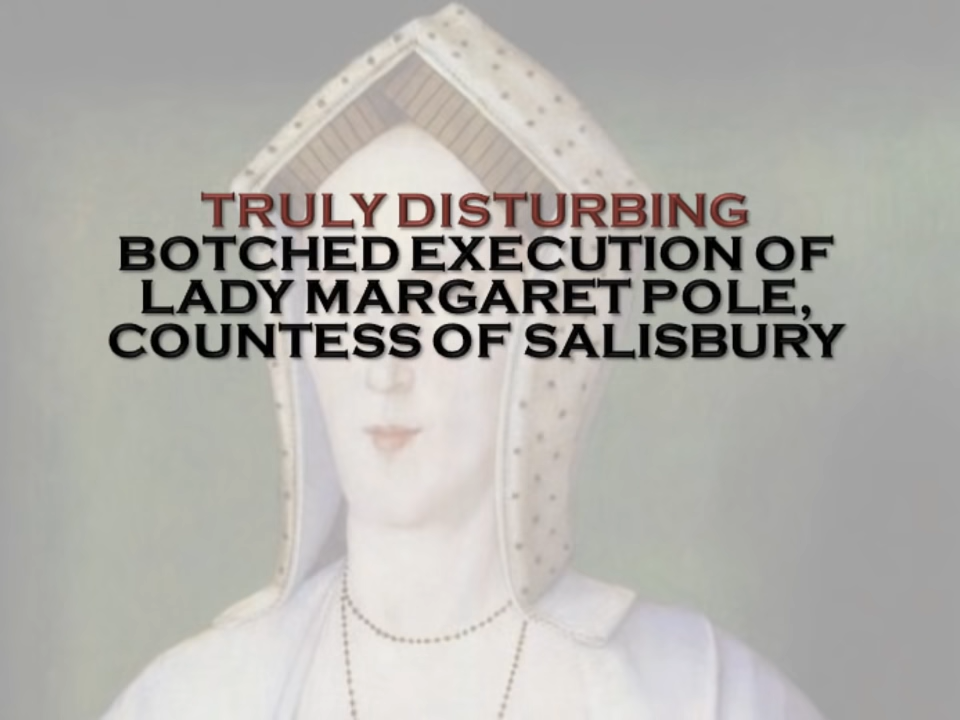 TRULY DISTURBING
BOTCHED EXECUTION OF
LADY MARGARET POLE,
COUNTESS OF SALISBURY